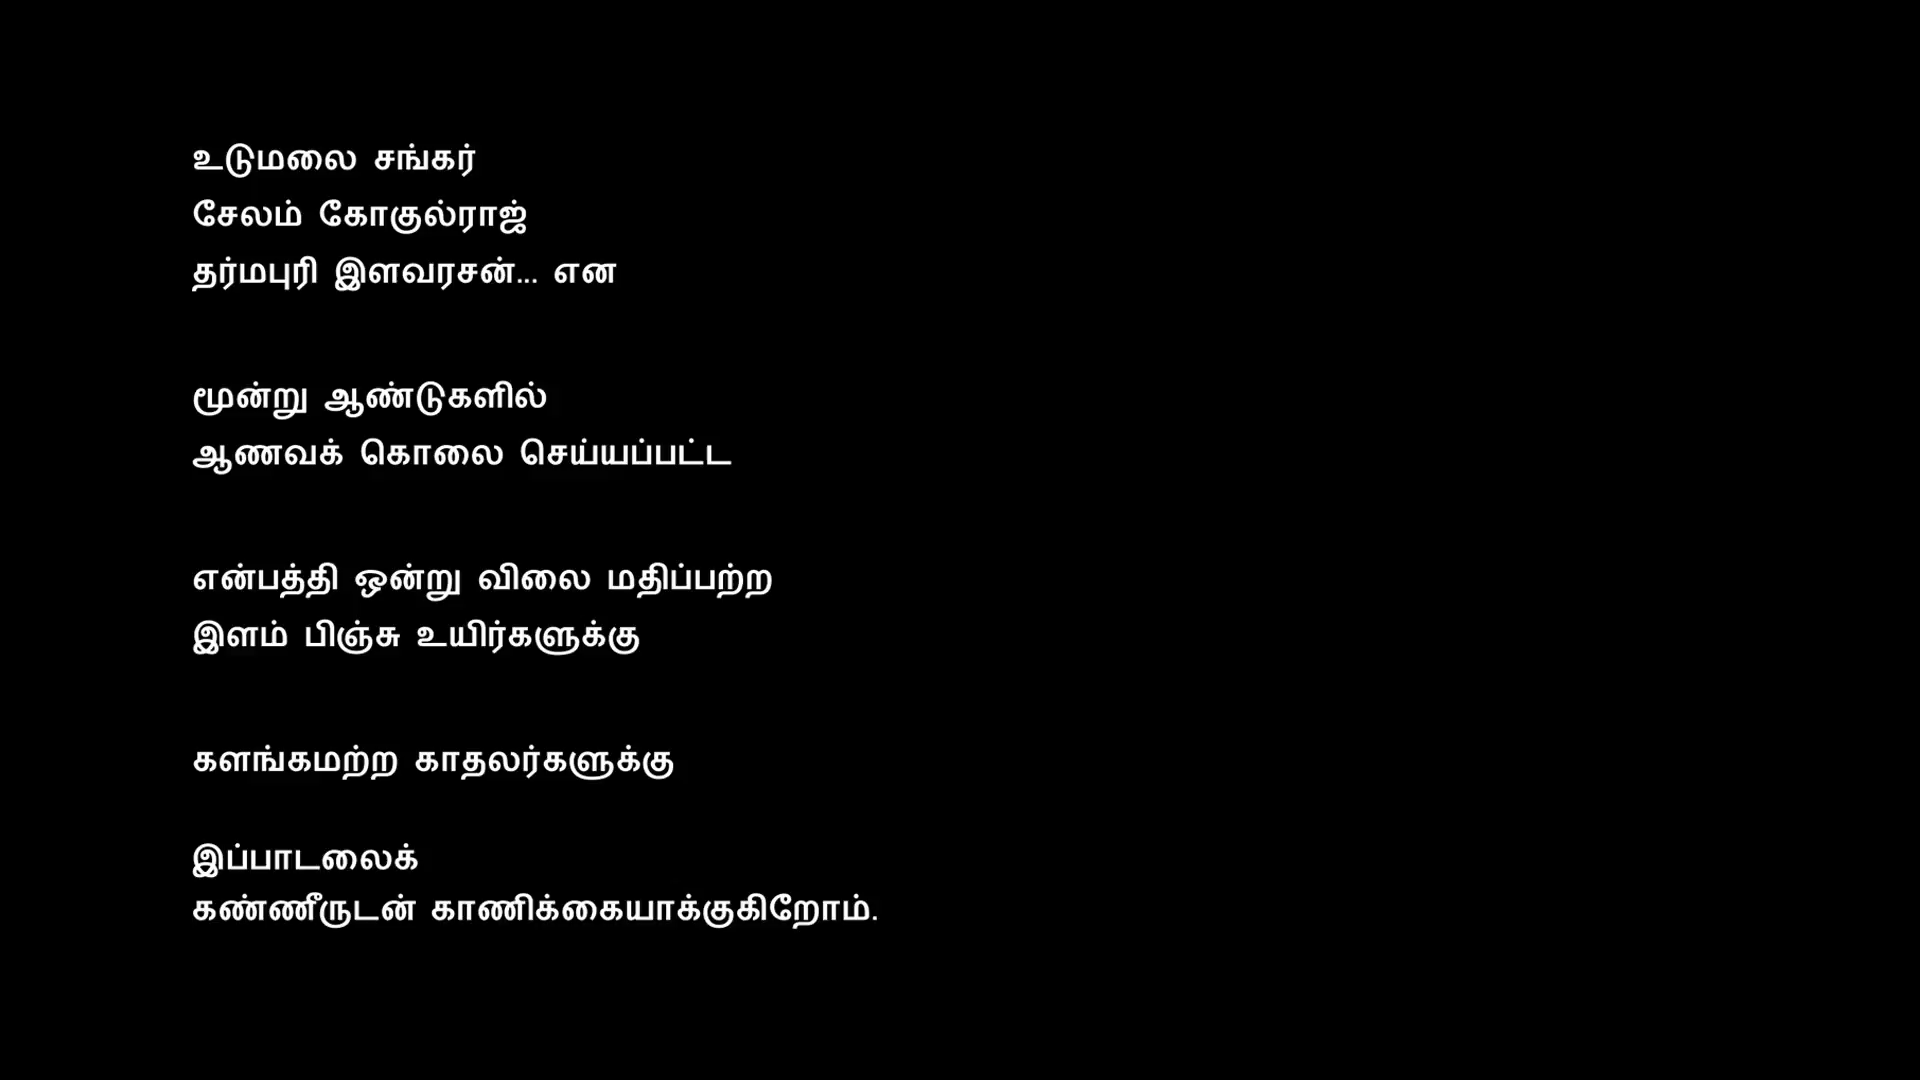 உடுமலை சங்கர்
சேலம் கோகுல்ராஜ்
தர்மபுரி இளவரசன்... என
மூன்று ஆண்டுகளில்
ஆணவக் கொலை செய்யப்பட்ட
என்பத்தி ஒன்று விலை மதிப்பற்ற
இளம் பிஞ்சு உயிர்களுக்கு
களங்கமற்ற காதலர்களுக்கு
இப்பாடலைக்
கண்ணீருடன் காணிக்கையாக்குகிறோம்.